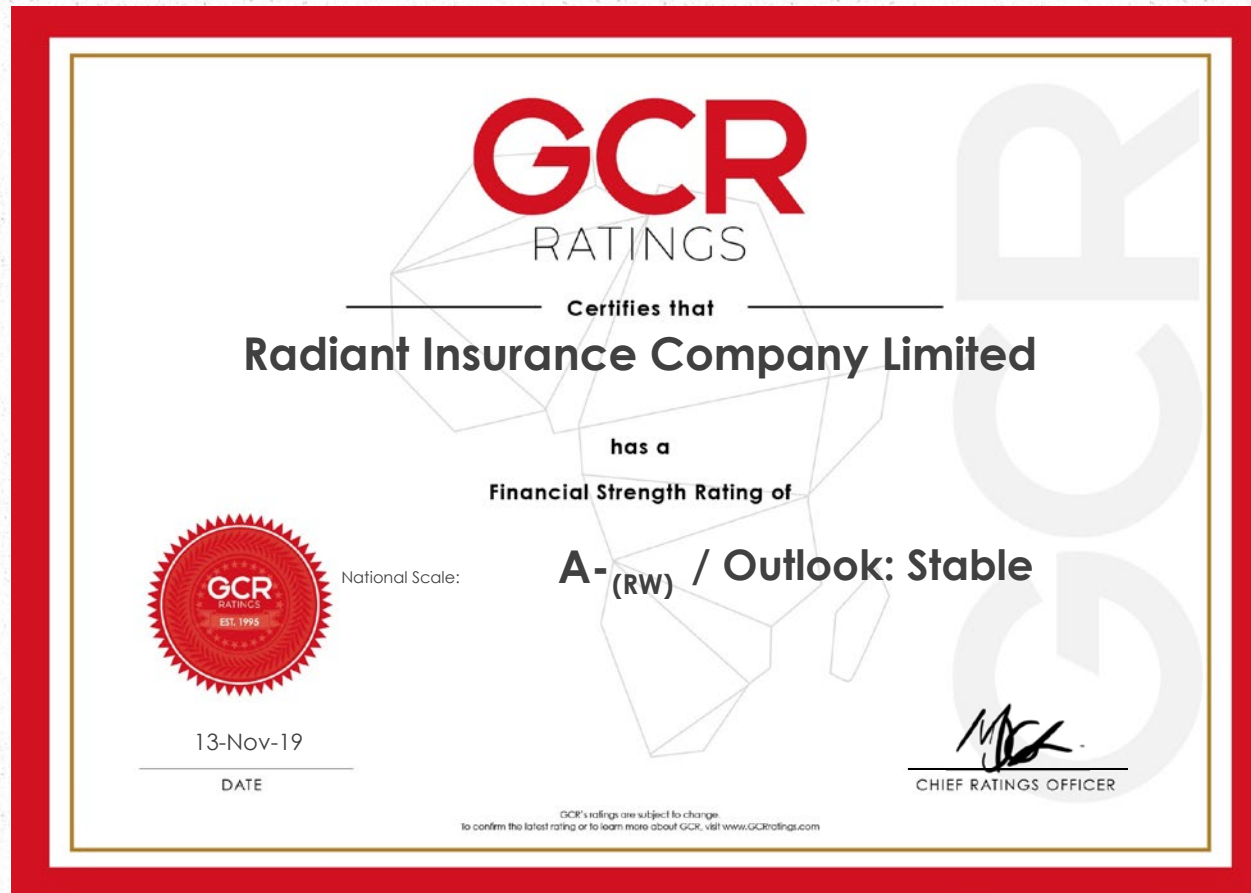 GCR
RATINGS
Certifies that
Radiant Insurance Company Limited
has a
Financial Strength Rating of
National Scale: A-(RW) / Outlook: Stable
GCR
RATINGS
EST. 1995
13-Nov-19
DATE
CHIEF RATINGS OFFICER
GCR's ratings are subject to change.
To confirm the latest rating or to learn more about GCR, visit www.GCRratings.com
GCR